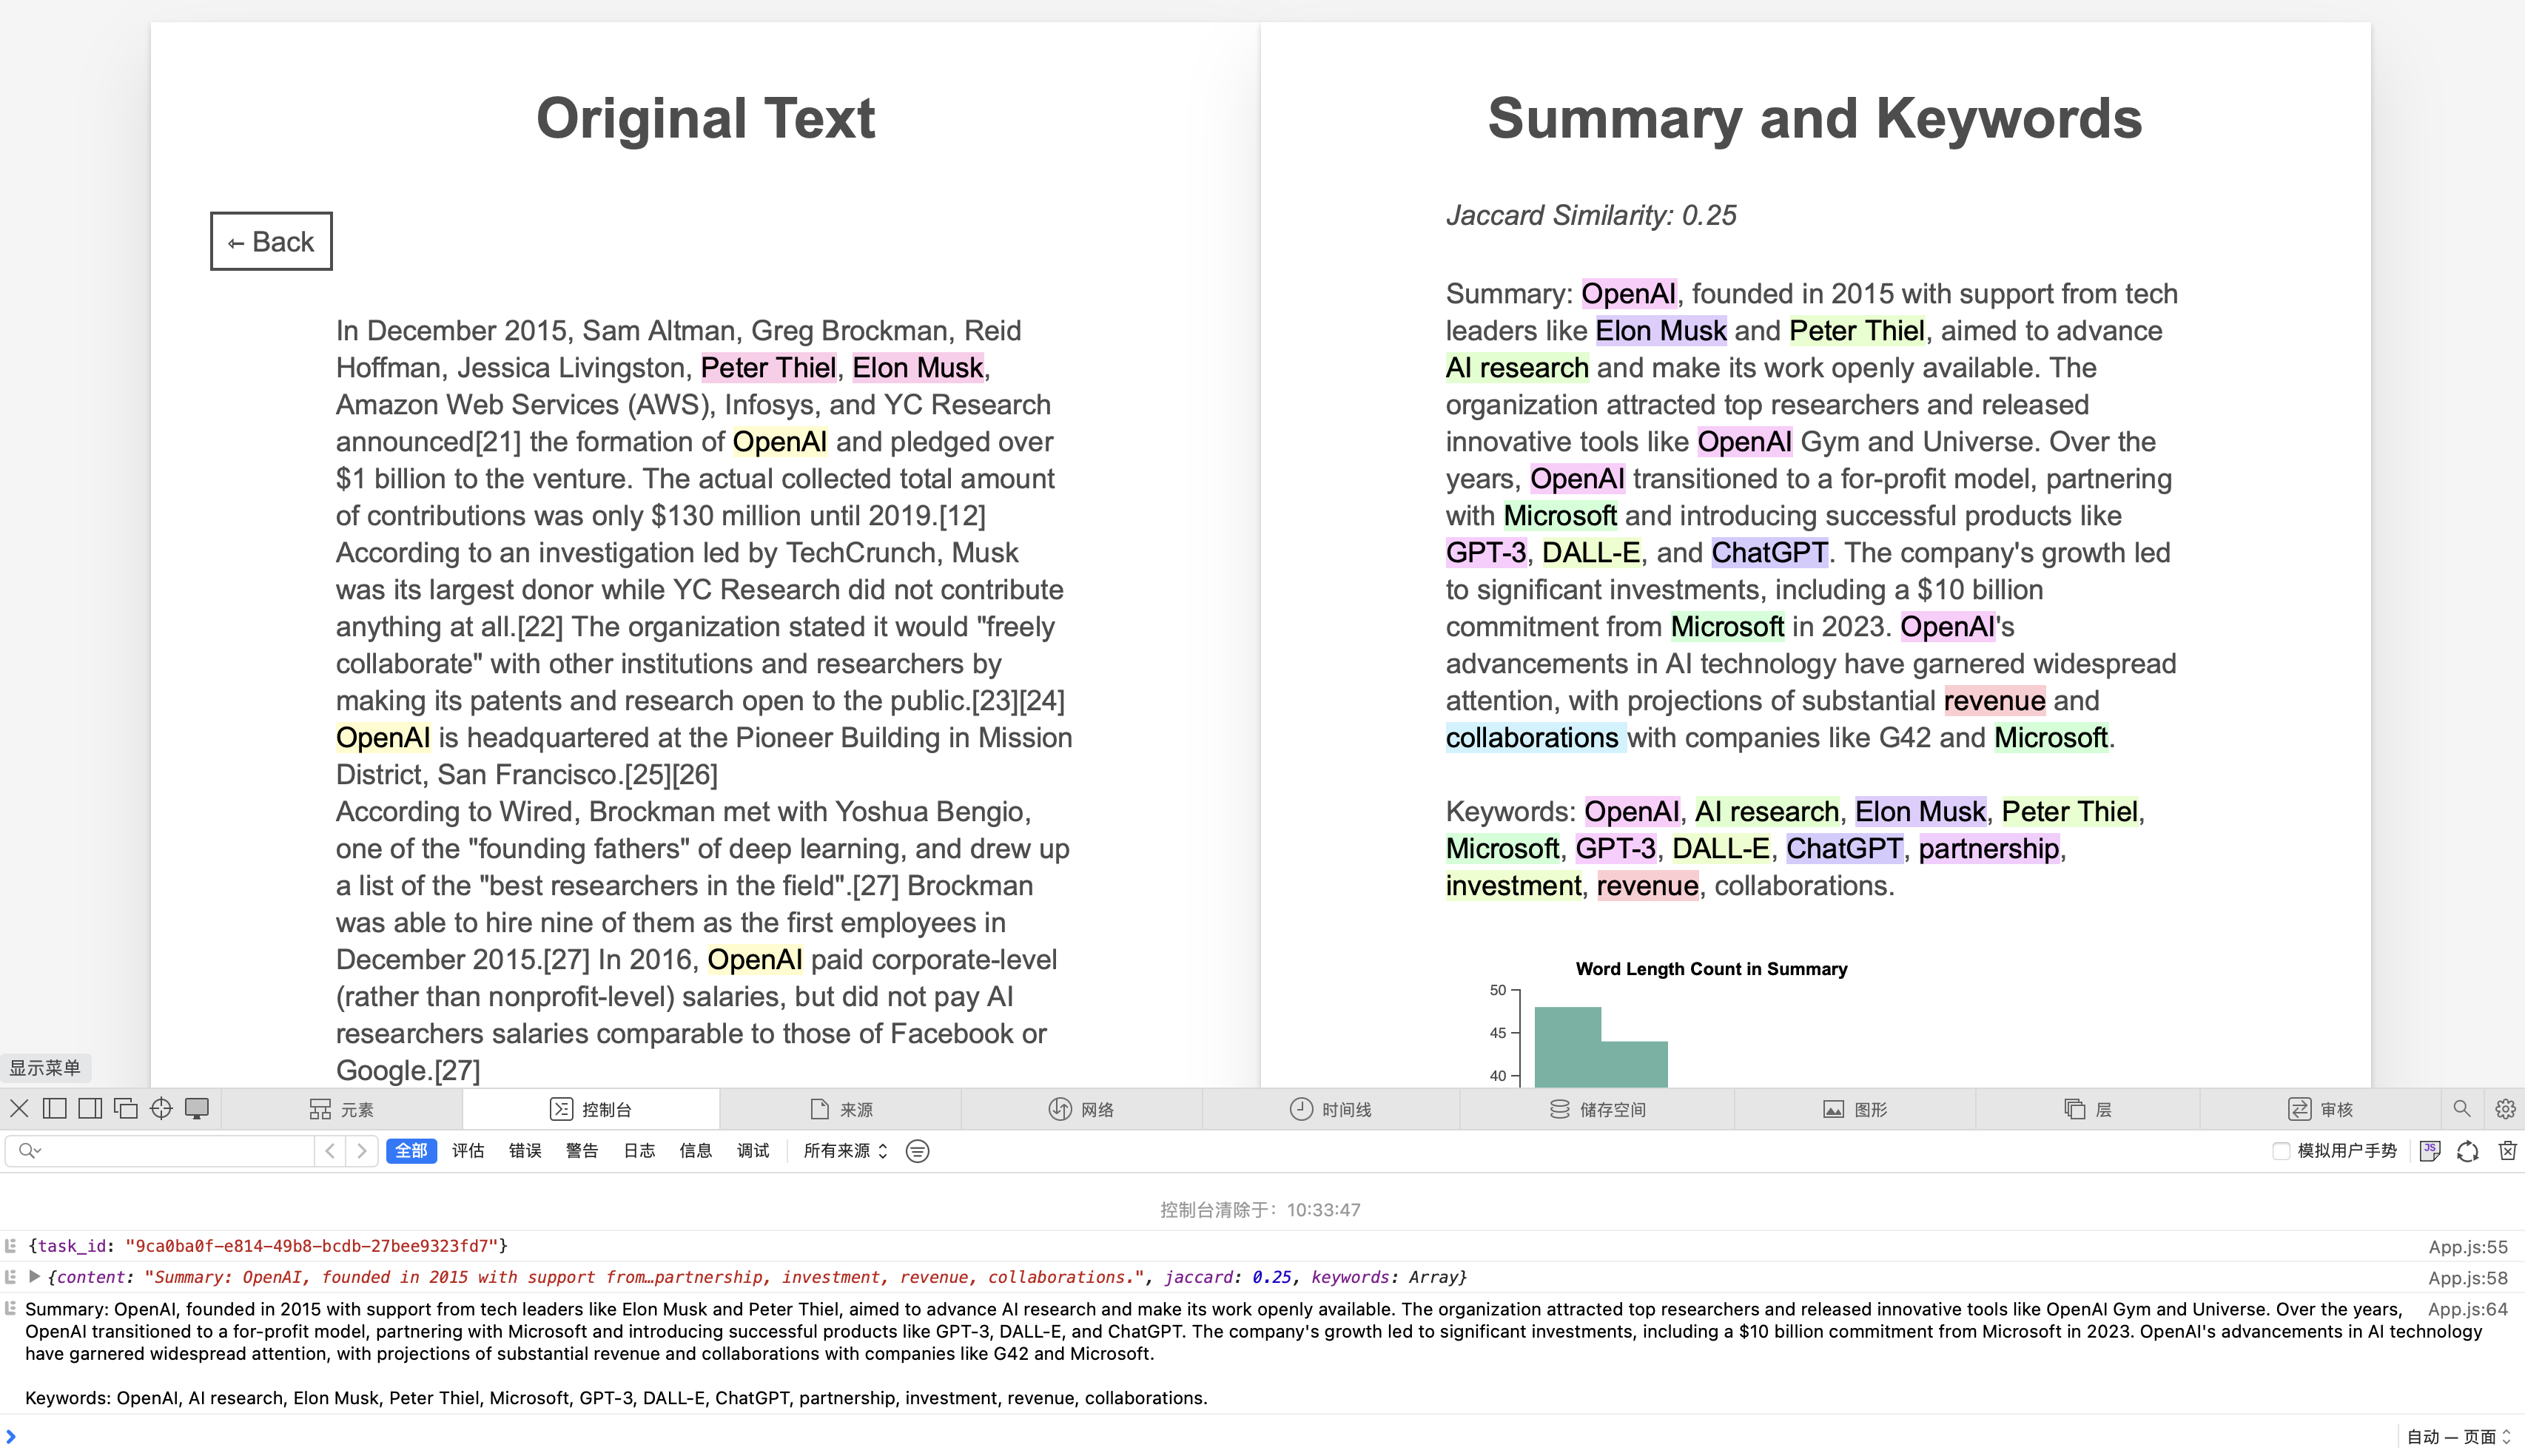 Original Text
← Back
In December 2015, Sam Altman, Greg Brockman, Reid
Hoffman, Jessica Livingston, Peter Thiel, Elon Musk,
Amazon Web Services (AWS), Infosys, and YC Research
announced[21] the formation of OpenAI and pledged over
$1 billion to the venture. The actual collected total amount
of contributions was only $130 million until 2019.[12]
According to an investigation led by TechCrunch, Musk
was its largest donor while YC Research did not contribute
anything at all.[22] The organization stated it would "freely
collaborate" with other institutions and researchers by
making its patents and research open to the public.[23][24]
OpenAI is headquartered at the Pioneer Building in Mission
District, San Francisco.[25][26]
According to Wired, Brockman met with Yoshua Bengio,
one of the "founding fathers" of deep learning, and drew up
a list of the "best researchers in the field".[27] Brockman
was able to hire nine of them as the first employees in
December 2015.[27] In 2016, OpenAI paid corporate-level
(rather than nonprofit-level) salaries, but did not pay AI
researchers salaries comparable to those of Facebook or
Google.[27]
Summary and Keywords
Jaccard Similarity: 0.25
Summary: OpenAI, founded in 2015 with support from tech
leaders like Elon Musk and Peter Thiel, aimed to advance
AI research and make its work openly available. The
organization attracted top researchers and released
innovative tools like OpenAI Gym and Universe. Over the
years, OpenAI transitioned to a for-profit model, partnering
with Microsoft and introducing successful products like
GPT-3, DALL-E, and ChatGPT. The company's growth led
to significant investments, including a $10 billion
commitment from Microsoft in 2023. OpenAI's
advancements in AI technology have garnered widespread
attention, with projections of substantial revenue and
collaborations with companies like G42 and Microsoft.
Keywords: OpenAI, AI research, Elon Musk, Peter Thiel,
Microsoft, GPT-3, DALL-E, ChatGPT, partnership,
investment, revenue, collaborations.
Word Length Count in Summary
50
45
40
显示菜单
元素 控制台 来源 网络 时间线 储存空间 图形 层 审核
全部 评估 错误 警告 日志 信息 调试 所有来源 模拟用户手势 JS
控制台清除于：10:33:47
{task_id: "9ca0ba0f-e814-49b8-bcdb-27bee9323fd7"} App.js:55
{content: "Summary: OpenAI, founded in 2015 with support from…partnership, investment, revenue, collaborations.", jaccard: 0.25, keywords: Array} App.js:58
Summary: OpenAI, founded in 2015 with support from tech leaders like Elon Musk and Peter Thiel, aimed to advance AI research and make its work openly available. The organization attracted top researchers and released innovative tools like OpenAI Gym and Universe. Over the years, App.js:64
OpenAI transitioned to a for-profit model, partnering with Microsoft and introducing successful products like GPT-3, DALL-E, and ChatGPT. The company's growth led to significant investments, including a $10 billion commitment from Microsoft in 2023. OpenAI's advancements in AI technology
have garnered widespread attention, with projections of substantial revenue and collaborations with companies like G42 and Microsoft.
Keywords: OpenAI, AI research, Elon Musk, Peter Thiel, Microsoft, GPT-3, DALL-E, ChatGPT, partnership, investment, revenue, collaborations.
自动 — 页面